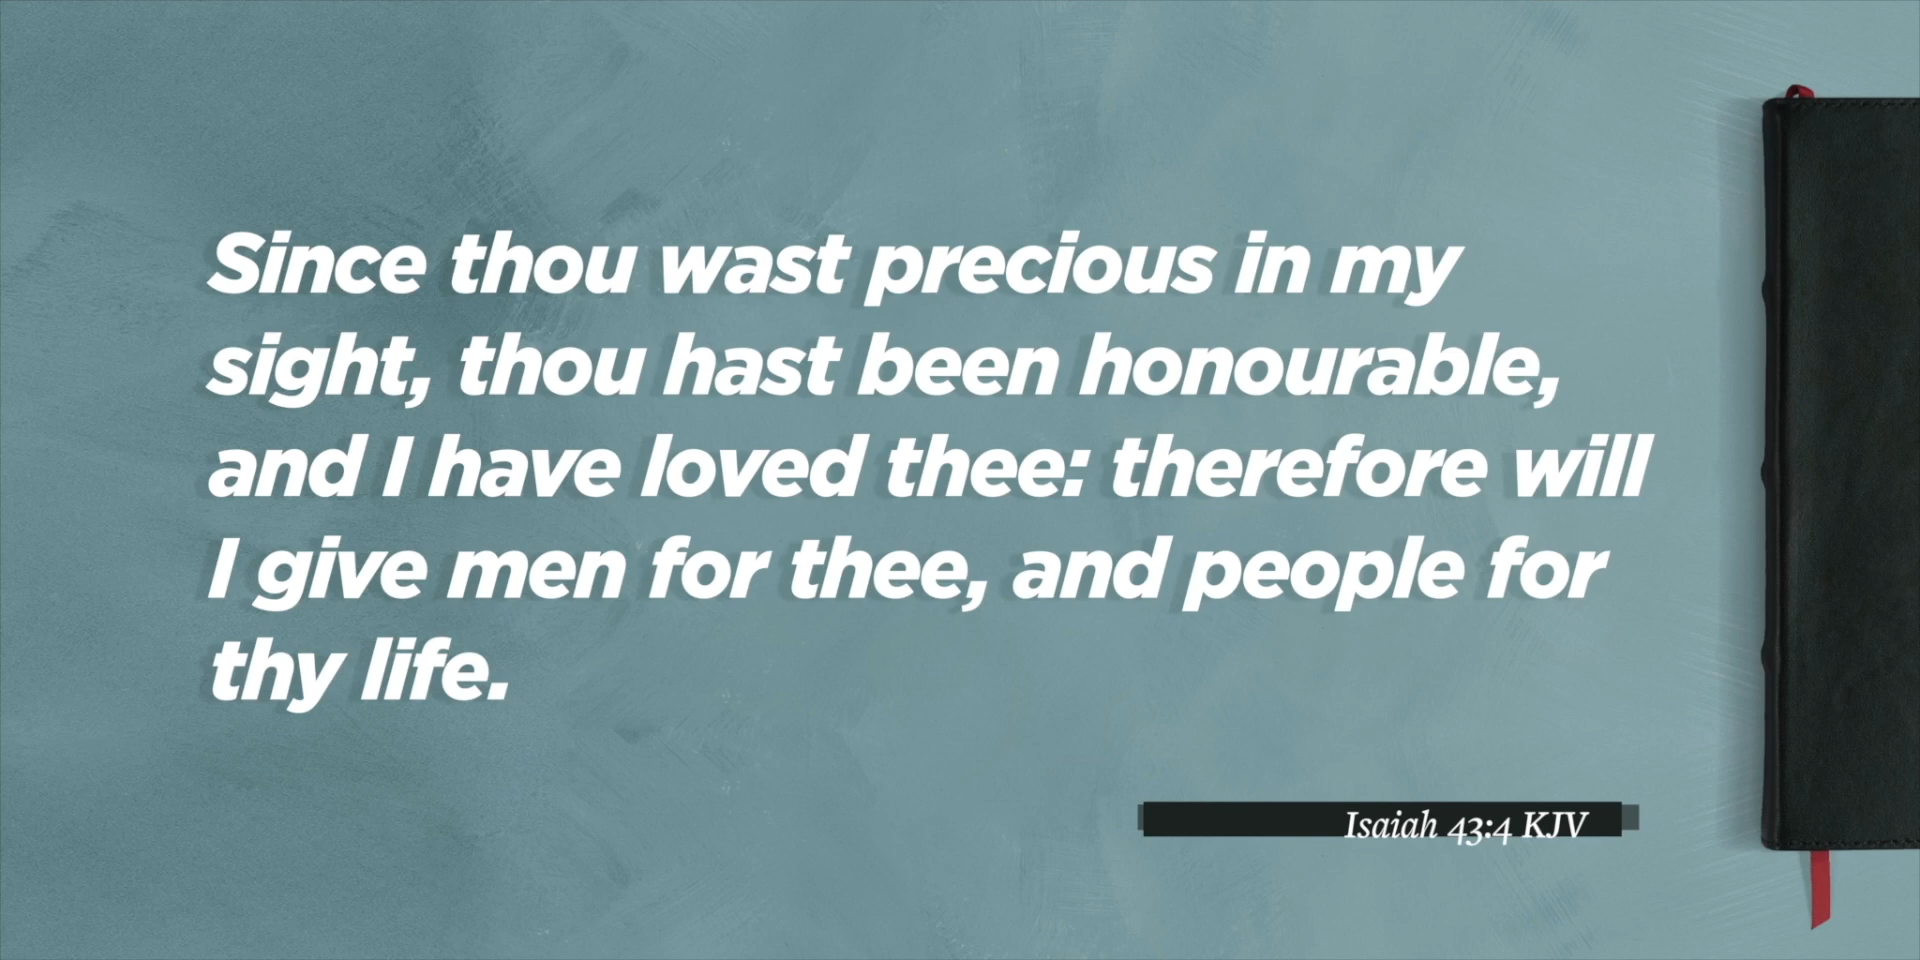 Since thou wast precious in my
sight, thou hast been honourable,
and I have loved thee: therefore will
I give men for thee, and people for
thy life.
Isaiah 43:4 KJV